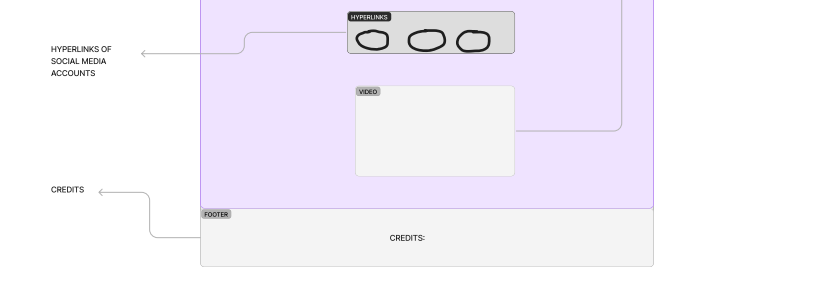 HYPERLINKS
HYPERLINKS OF
SOCIAL MEDIA
ACCOUNTS
VIDEO
CREDITS
FOOTER
CREDITS: